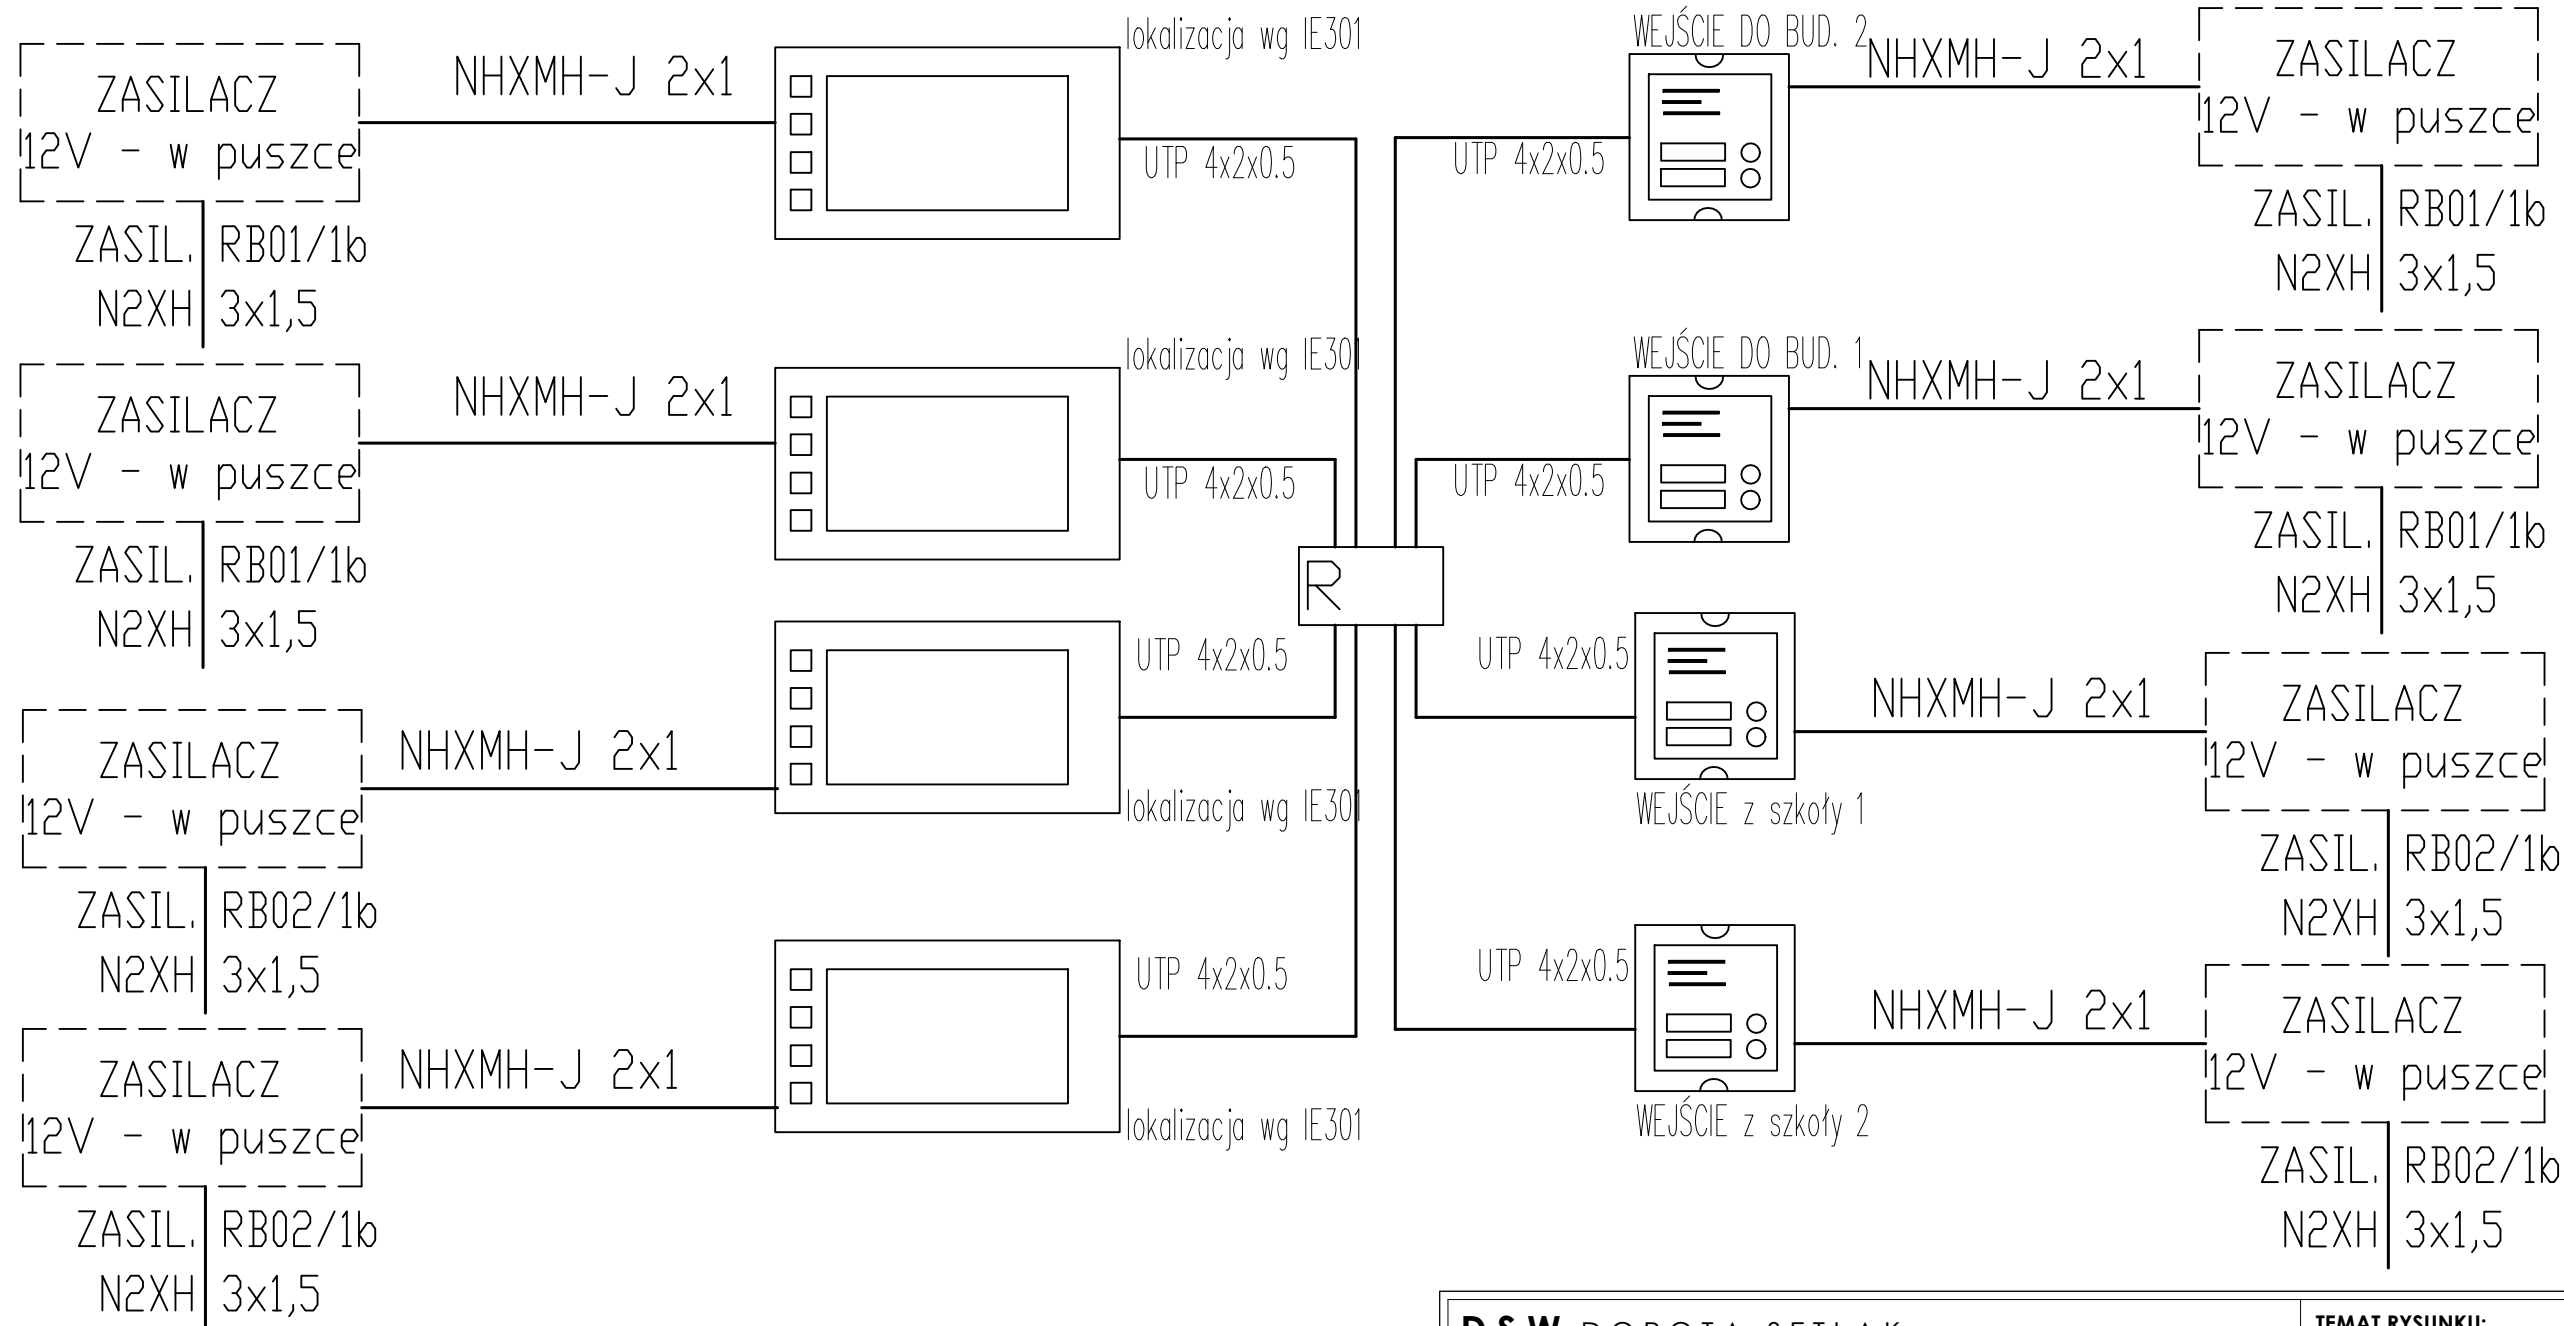 lokalizacja wg IE301
WEJŚCIE DO BUD. 2
ZASILACZ
12V - w puszce
NHXMH-J 2x1
UTP 4x2x0.5
UTP 4x2x0.5
NHXMH-J 2x1
ZASILACZ
12V - w puszce
ZASIL. RB01/1b
N2XH 3x1,5
ZASIL. RB01/1b
N2XH 3x1,5
lokalizacja wg IE301
WEJŚCIE DO BUD. 1
ZASILACZ
12V - w puszce
NHXMH-J 2x1
UTP 4x2x0.5
UTP 4x2x0.5
NHXMH-J 2x1
ZASILACZ
12V - w puszce
ZASIL. RB01/1b
N2XH 3x1,5
R
ZASIL. RB01/1b
N2XH 3x1,5
ZASILACZ
12V - w puszce
NHXMH-J 2x1
UTP 4x2x0.5
lokalizacja wg IE301
UTP 4x2x0.5
WEJŚCIE z szkoły 1
NHXMH-J 2x1
ZASILACZ
12V - w puszce
ZASIL. RB02/1b
N2XH 3x1,5
ZASIL. RB02/1b
N2XH 3x1,5
ZASILACZ
12V - w puszce
NHXMH-J 2x1
UTP 4x2x0.5
lokalizacja wg IE301
UTP 4x2x0.5
WEJŚCIE z szkoły 2
NHXMH-J 2x1
ZASILACZ
12V - w puszce
ZASIL. RB02/1b
N2XH 3x1,5
ZASIL. RB02/1b
N2XH 3x1,5
DSW DOROTA SETLAK
TEMAT RYSUNKU: